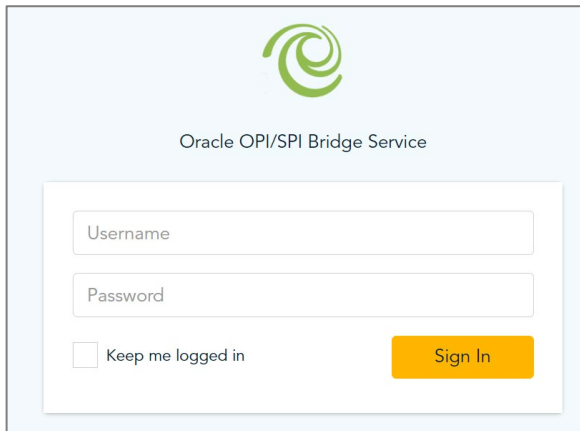 Oracle OPI/SPI Bridge Service
Username
Password
Keep me logged in
Sign In